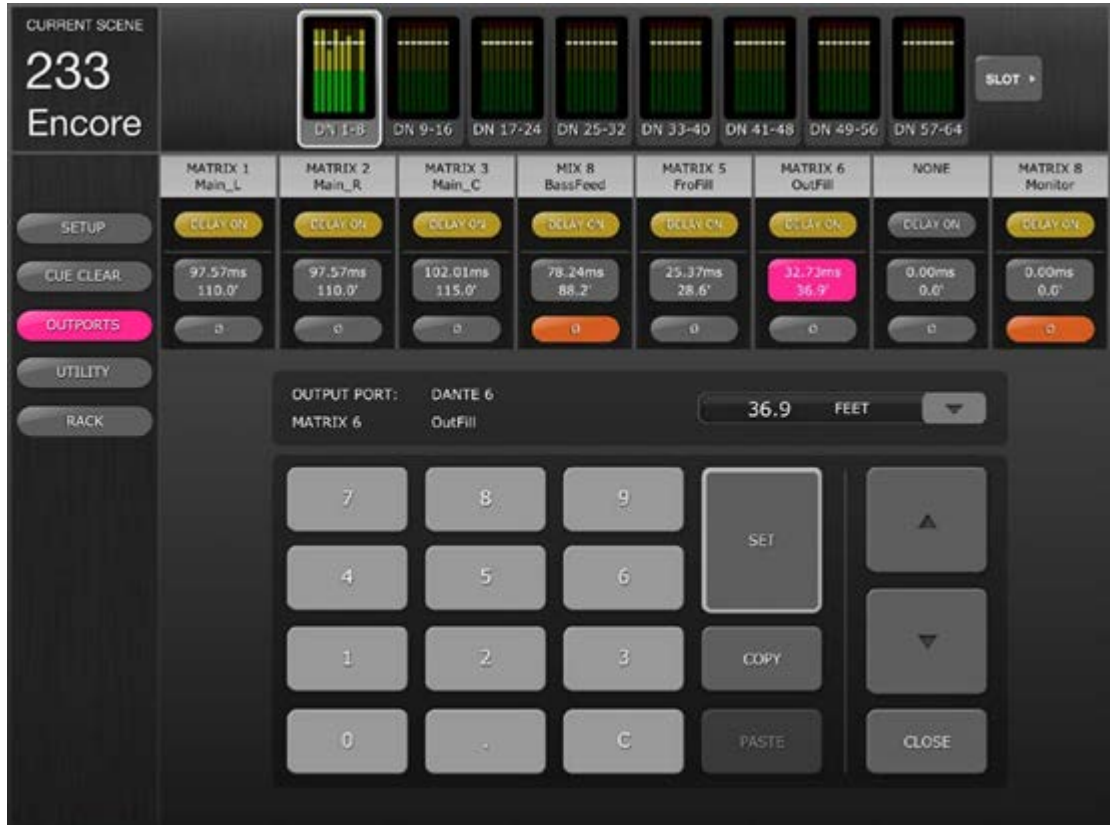 CURRENT SCENE
233
Encore
DN 1-8
DN 9-16
DN 17-24
DN 25-32
DN 33-40
DN 41-48
DN 49-56
DN 57-64
SLOT
MATRIX 1
Main_L
MATRIX 2
Main_R
MATRIX 3
Main_C
MIX 8
BassFeed
MATRIX 5
FroFill
MATRIX 6
OutFill
NONE
MATRIX 8
Monitor
SETUP
DELAY ON
DELAY ON
DELAY ON
DELAY ON
DELAY ON
DELAY ON
DELAY ON
DELAY ON
CUE CLEAR
97.57ms
110.0'
97.57ms
110.0'
102.01ms
115.0'
78.24ms
88.2'
25.37ms
28.6'
32.73ms
36.9'
0.00ms
0.0'
0.00ms
0.0'
OUTPORTS
Ø
Ø
Ø
Ø
Ø
Ø
Ø
Ø
UTILITY
RACK
OUTPUT PORT: DANTE 6
MATRIX 6 OutFill
36.9 FEET
7
8
9
SET
4
5
6
1
2
3
COPY
0
.
C
PASTE
CLOSE